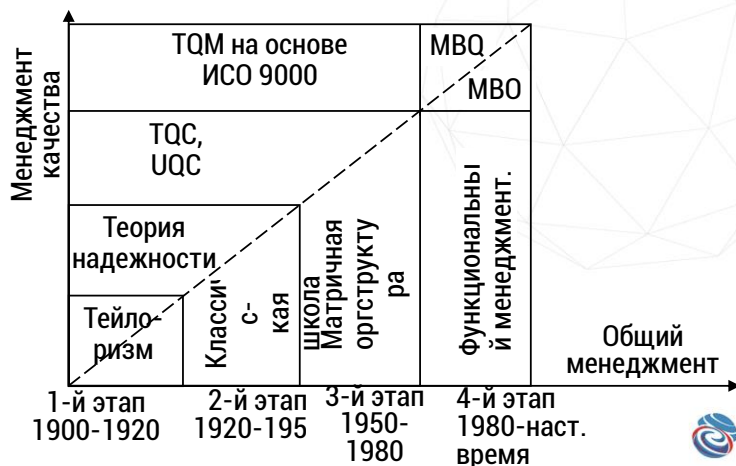 Менеджмент
качества
TQM на основе
ИСО 9000
MBQ
MBO
TQC,
UQC
Теория
надежности
Тейло-
ризм
Класси
с-
кая
школа
Матричная
оргструкту
ра
Функциональны
й менеджмент.
Общий
менеджмент
1-й этап
1900-1920
2-й этап
1920-195
3-й этап
1950-
1980
4-й этап
1980-наст.
время